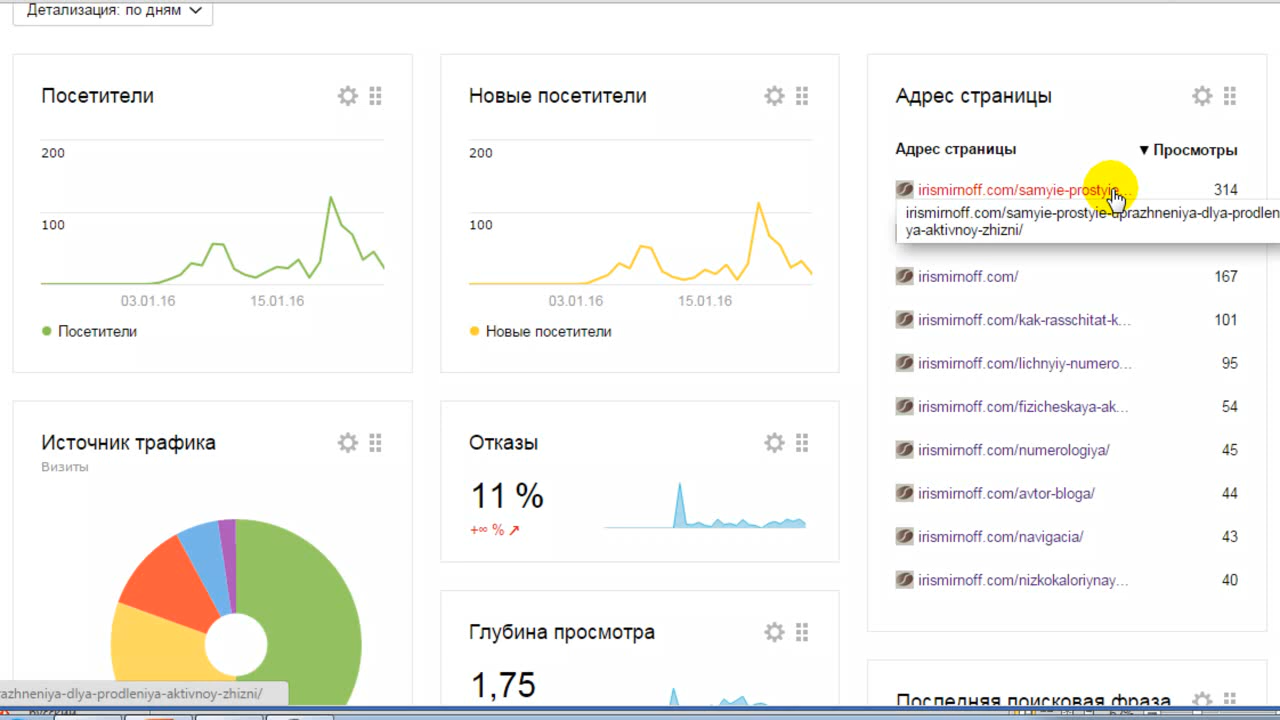 Детализация: по дням
Посетители
200
100
03.01.16
15.01.16
Посетители
Новые посетители
200
100
03.01.16
15.01.16
Новые посетители
Адрес страницы
Адрес страницы
▼ Просмотры
irismirnoff.com/samyie-prostyie...
314
irismirnoff.com/samyie-prostyie-uprazhneniya-dlya-prodlen
ya-aktivnoy-zhizni/
irismirnoff.com/
167
irismirnoff.com/kak-rasschitat-k...
101
irismirnoff.com/lichnyiy-numero...
95
irismirnoff.com/fizicheskaya-ak...
54
irismirnoff.com/numerologiya/
45
irismirnoff.com/avtor-bloga/
44
irismirnoff.com/navigacia/
43
irismirnoff.com/nizkokaloriynay...
40
Источник трафика
Визиты
Отказы
11 %
+∞ % ↗
Глубина просмотра
1,75
Последняя поисковая фраза
razhneniya-dlya-prodleniya-aktivnoy-zhizni/